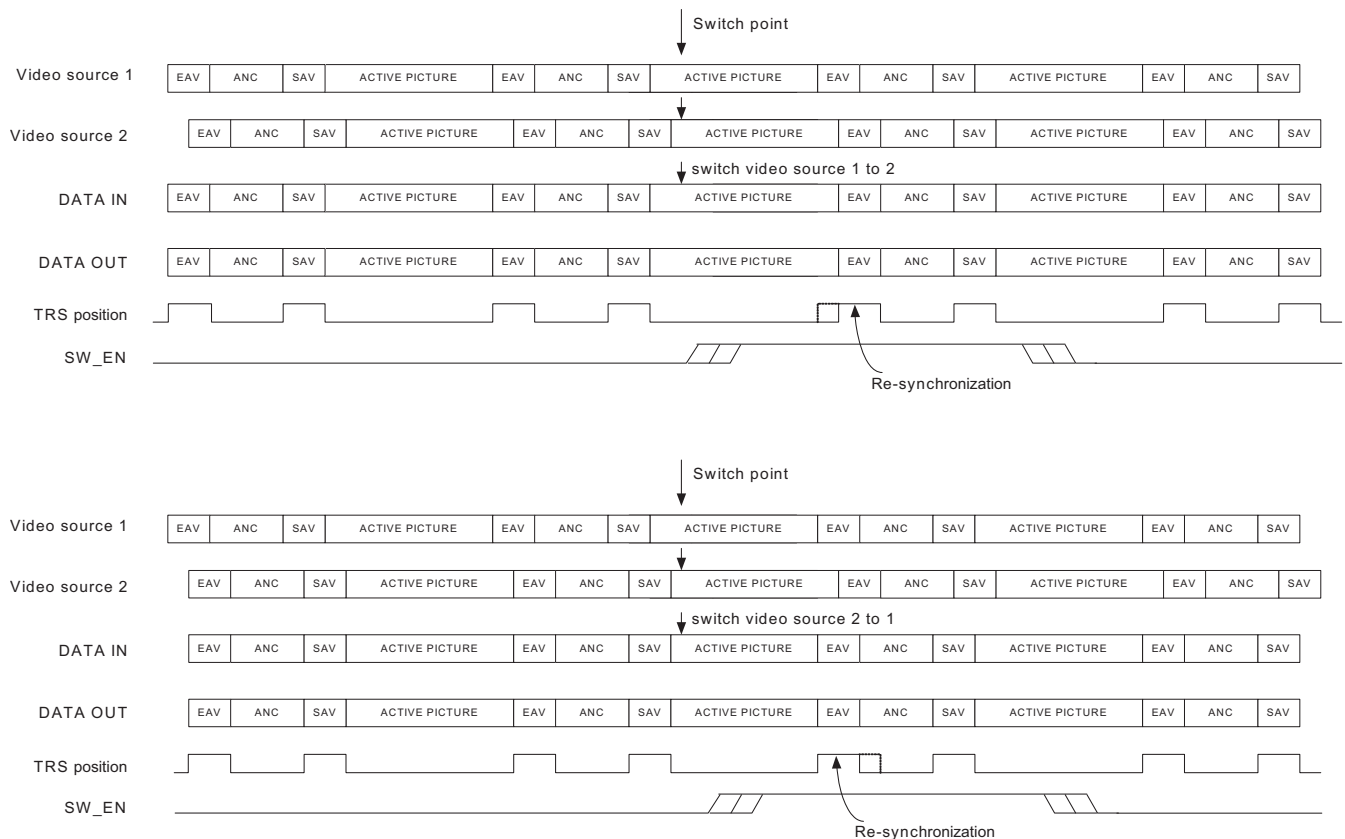 Switch point
Video source 1 EAV ANC SAV ACTIVE PICTURE EAV ANC SAV ACTIVE PICTURE EAV ANC SAV ACTIVE PICTURE EAV ANC SAV
Video source 2 EAV ANC SAV ACTIVE PICTURE EAV ANC SAV ACTIVE PICTURE EAV ANC SAV ACTIVE PICTURE EAV ANC SAV
switch video source 1 to 2
DATA IN EAV ANC SAV ACTIVE PICTURE EAV ANC SAV ACTIVE PICTURE EAV ANC SAV ACTIVE PICTURE EAV ANC SAV
DATA OUT EAV ANC SAV ACTIVE PICTURE EAV ANC SAV ACTIVE PICTURE EAV ANC SAV ACTIVE PICTURE EAV ANC SAV
TRS position
SW_EN
Re-synchronization
Switch point
Video source 1 EAV ANC SAV ACTIVE PICTURE EAV ANC SAV ACTIVE PICTURE EAV ANC SAV ACTIVE PICTURE EAV ANC SAV
Video source 2 EAV ANC SAV ACTIVE PICTURE EAV ANC SAV ACTIVE PICTURE EAV ANC SAV ACTIVE PICTURE EAV ANC SAV
switch video source 2 to 1
DATA IN EAV ANC SAV ACTIVE PICTURE EAV ANC SAV ACTIVE PICTURE EAV ANC SAV ACTIVE PICTURE EAV ANC SAV
DATA OUT EAV ANC SAV ACTIVE PICTURE EAV ANC SAV ACTIVE PICTURE EAV ANC SAV ACTIVE PICTURE EAV ANC SAV
TRS position
SW_EN
Re-synchronization